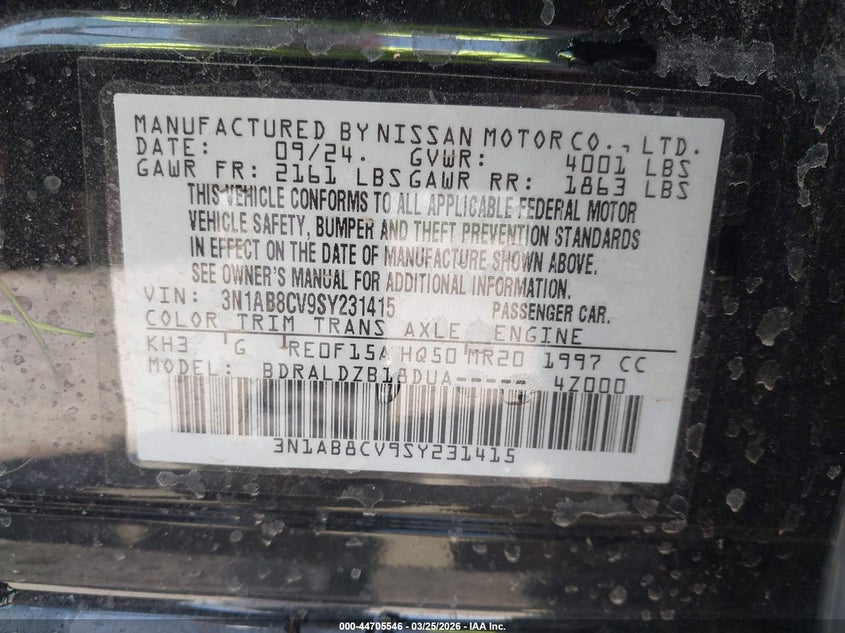 MANUFACTURED BY NISSAN MOTOR CO., LTD.
DATE: 09/24. GVWR: 4001 LBS
GAWR FR: 2161 LBS GAWR RR: 1863 LBS
THIS VEHICLE CONFORMS TO ALL APPLICABLE FEDERAL MOTOR
VEHICLE SAFETY, BUMPER AND THEFT PREVENTION STANDARDS
IN EFFECT ON THE DATE OF MANUFACTURE SHOWN ABOVE.
SEE OWNER'S MANUAL FOR ADDITIONAL INFORMATION.
VIN: 3N1AB8CV9SY231415 PASSENGER CAR.
COLOR TRIM TRANS AXLE ENGINE
KH3 G RE0F15A HQ50 MR20 1997 CC
MODEL: BDRALDZB18DUA----- 4Z000
3N1AB8CV9SY231415
000-44705546 - 03/25/2026 - IAA Inc.